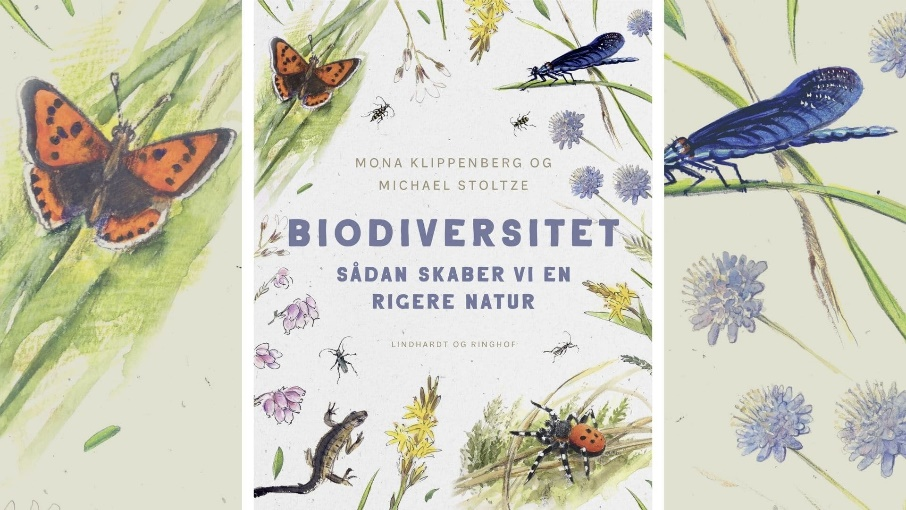 MONA KLIPPENBERG OG
MICHAEL STOLTZE
BIODIVERSITET
SÅDAN SKABER VI EN
RIGERE NATUR
LINDHARDT OG RINGHOF